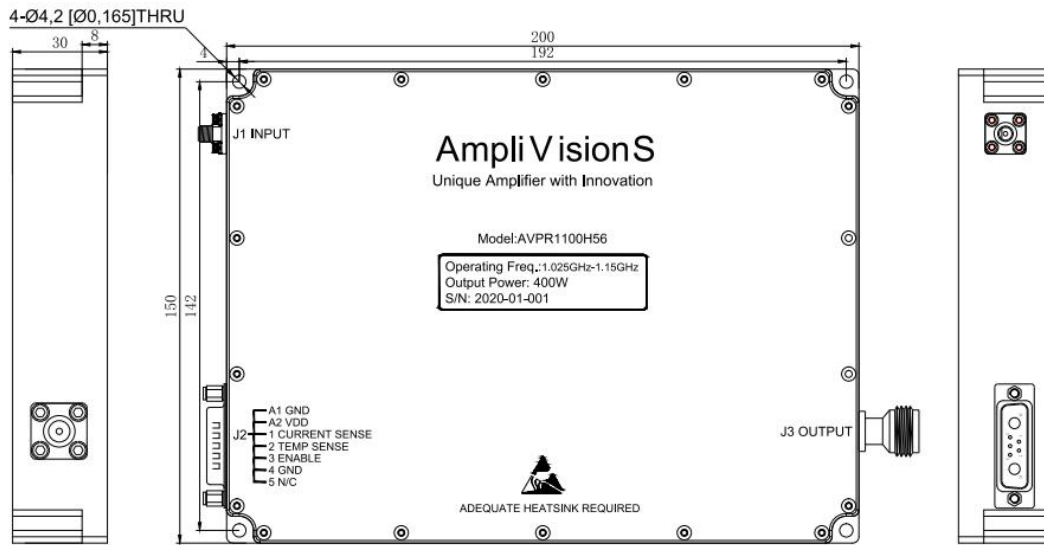 4-Ø4,2 [Ø0,165]THRU
30
8
4
200
192
150
142
J1 INPUT
AmpliVisionS
Unique Amplifier with Innovation
Model:AVPR1100H56
Operating Freq.:1.025GHz-1.15GHz
Output Power: 400W
S/N: 2020-01-001
J2
A1 GND
A2 VDD
1 CURRENT SENSE
2 TEMP SENSE
3 ENABLE
4 GND
5 N/C
J3 OUTPUT
ADEQUATE HEATSINK REQUIRED